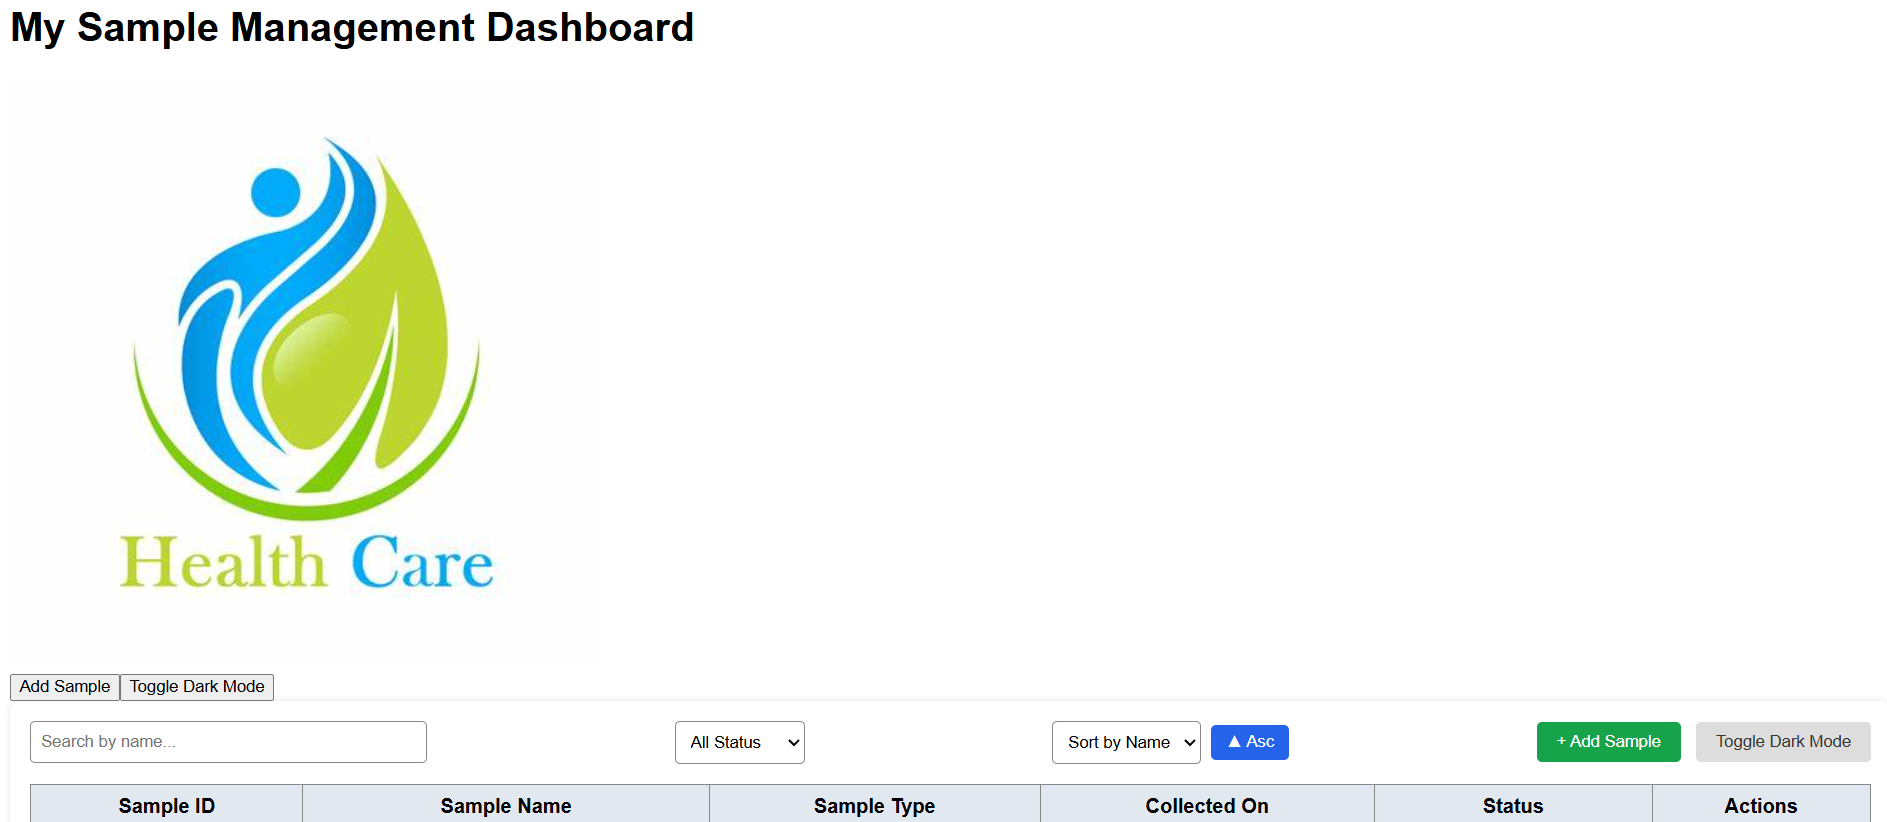 My Sample Management Dashboard
Health Care
Add Sample Toggle Dark Mode
Search by name... All Status Sort by Name ▲ Asc + Add Sample Toggle Dark Mode
Sample ID Sample Name Sample Type Collected On Status Actions